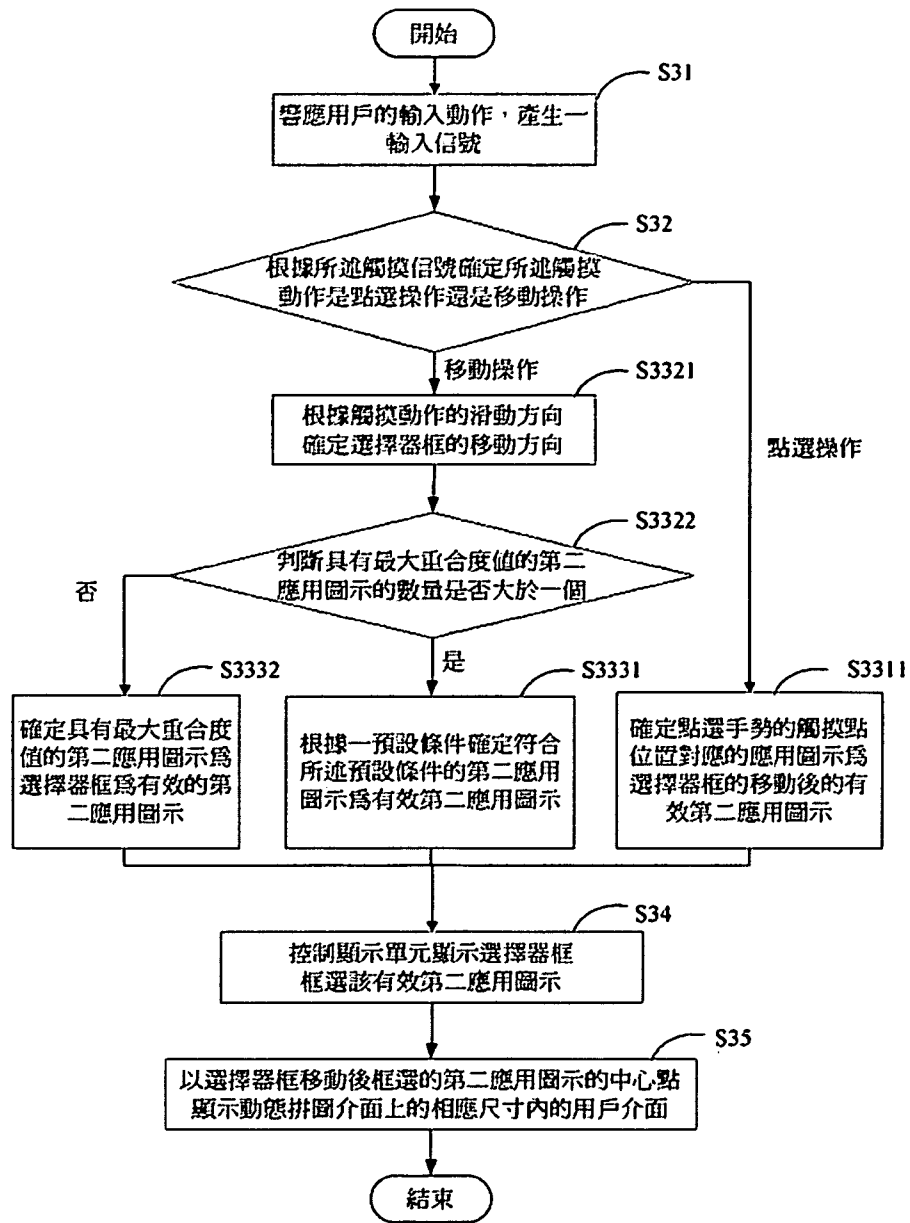 開始
S31
響應用戶的輸入動作，產生一
輸入信號
S32
根據所述觸摸信號確定所述觸摸
動作是點選操作還是移動操作
移動操作
S3321
根據觸摸動作的滑動方向
確定選擇器框的移動方向
點選操作
S3322
判斷具有最大重合度值的第二
應用圖示的數量是否大於一個
否
是
S3332
確定具有最大重合度
值的第二應用圖示爲
選擇器框爲有效的第
二應用圖示
S3331
根據一預設條件確定符合
所述預設條件的第二應用
圖示爲有效第二應用圖示
S3311
確定點選手勢的觸摸點
位置對應的應用圖示爲
選擇器框的移動後的有
效第二應用圖示
S34
控制顯示單元顯示選擇器框
框選該有效第二應用圖示
S35
以選擇器框移動後框選的第二應用圖示的中心點
顯示動態拼圖介面上的相應尺寸內的用戶介面
結束